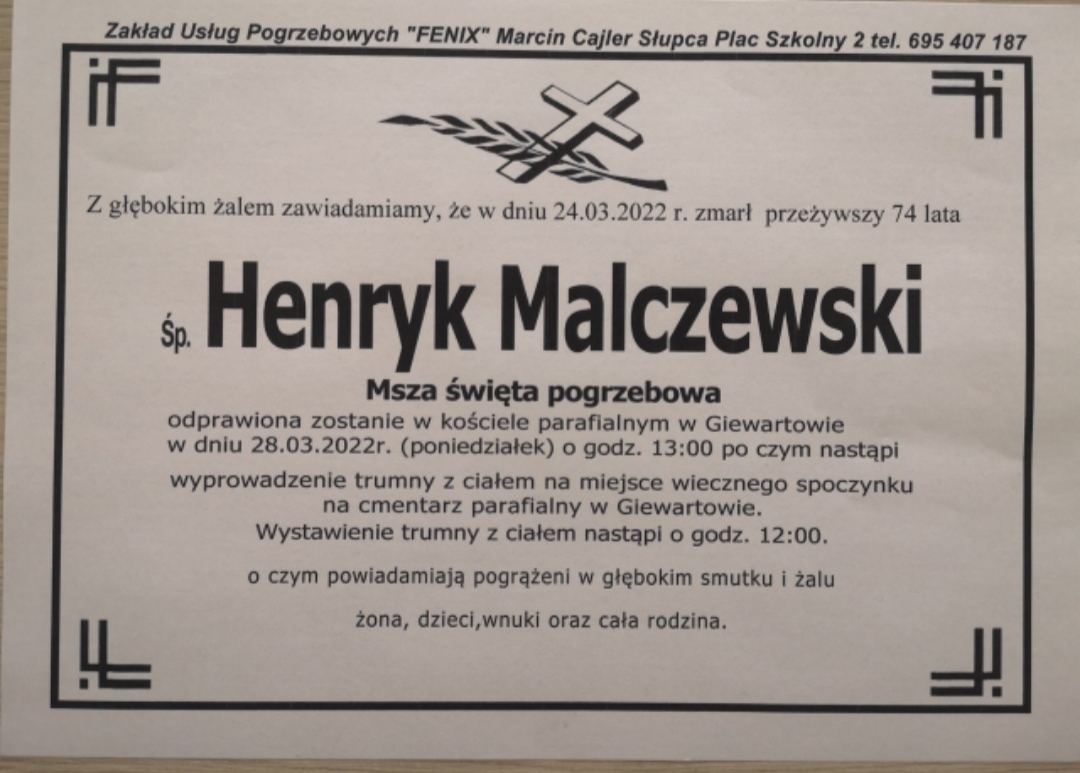 Zakład Usług Pogrzebowych "FENIX" Marcin Cajler Słupca Plac Szkolny 2 tel. 695 407 187
Z głębokim żalem zawiadamiamy, że w dniu 24.03.2022 r. zmarł przeżywszy 74 lata
Śp. Henryk Malczewski
Msza święta pogrzebowa
odprawiona zostanie w kościele parafialnym w Giewartowie
w dniu 28.03.2022r. (poniedziałek) o godz. 13:00 po czym nastąpi
wyprowadzenie trumny z ciałem na miejsce wiecznego spoczynku
na cmentarz parafialny w Giewartowie.
Wystawienie trumny z ciałem nastąpi o godz. 12:00.
o czym powiadamiają pogrążeni w głębokim smutku i żalu
żona, dzieci,wnuki oraz cała rodzina.